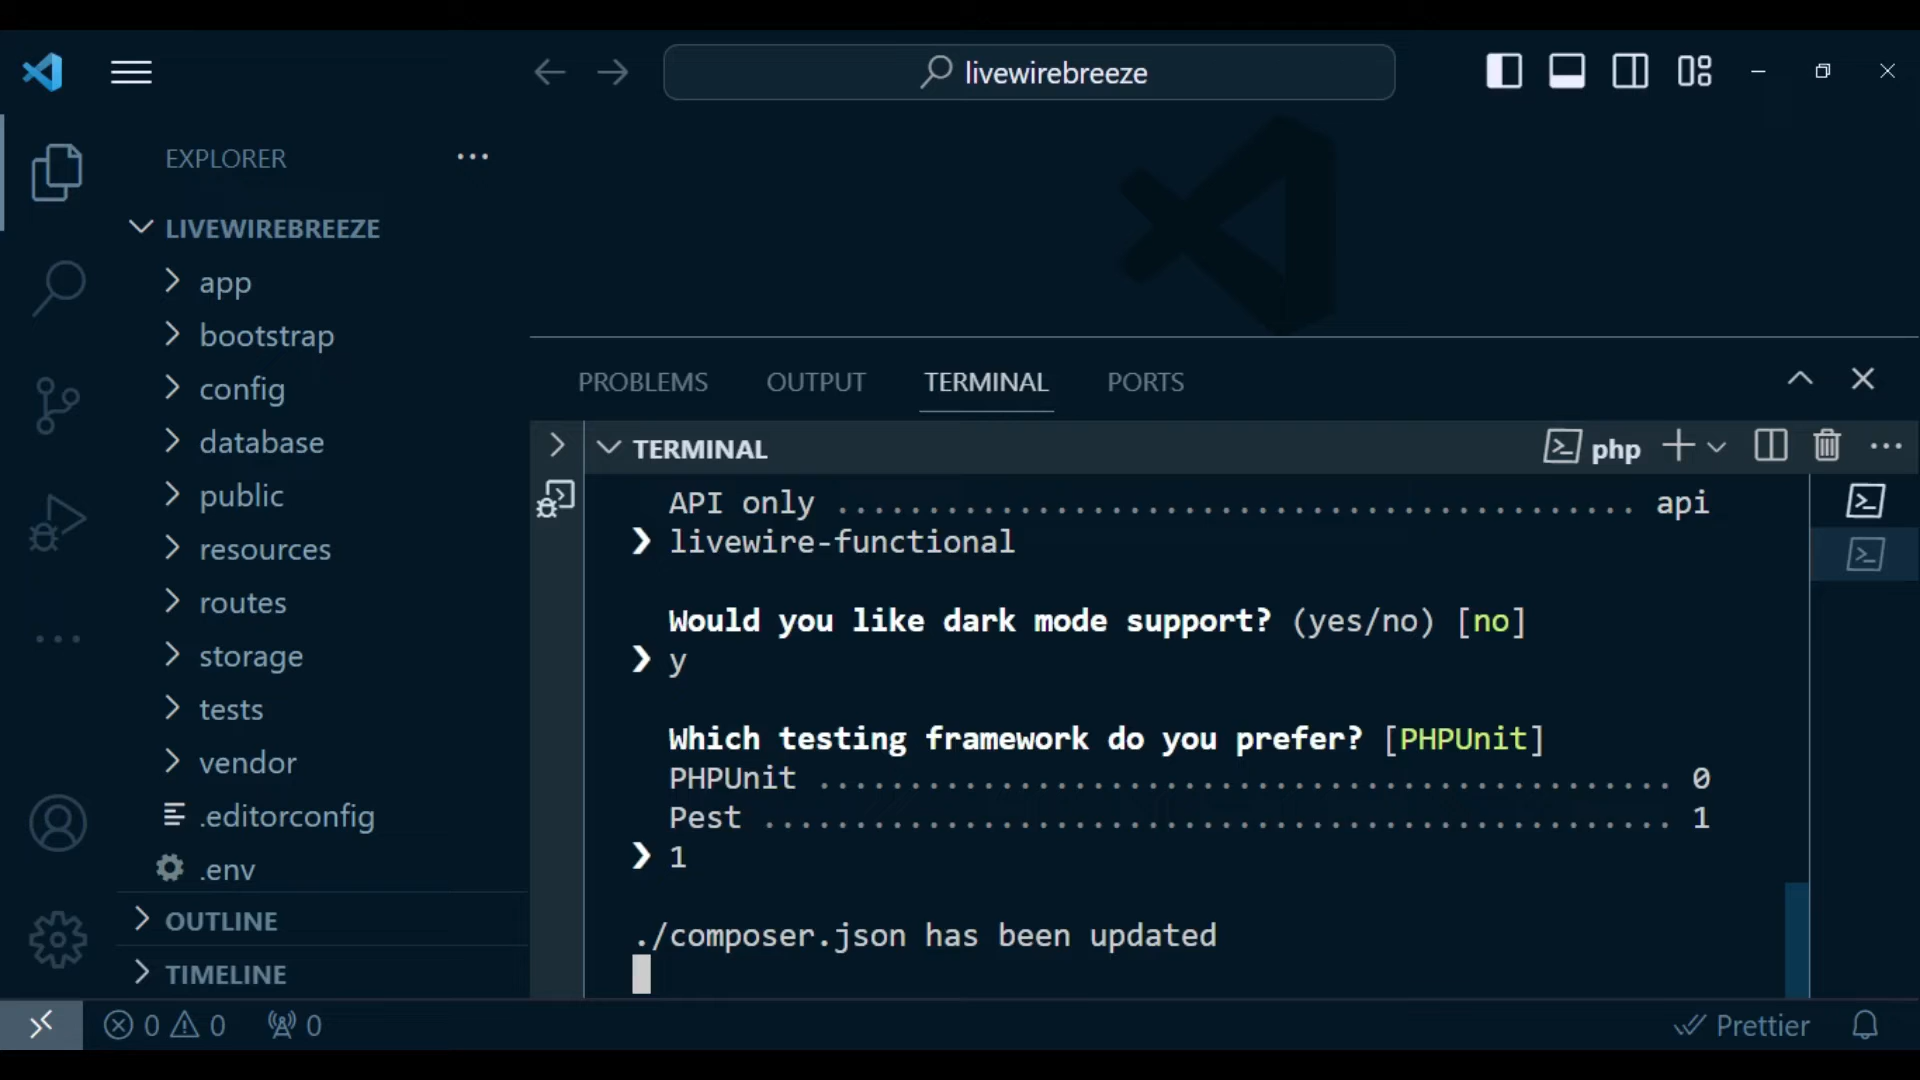 livewirebreeze
EXPLORER
LIVEWIREBREEZE
app
bootstrap
config
database
public
resources
routes
storage
tests
vendor
.editorconfig
.env
OUTLINE
TIMELINE
PROBLEMS OUTPUT TERMINAL PORTS
TERMINAL
php
API only ............................................ api
❯ livewire-functional
Would you like dark mode support? (yes/no) [no]
❯ y
Which testing framework do you prefer? [PHPUnit]
PHPUnit ............................................... 0
Pest .................................................. 1
❯ 1
./composer.json has been updated
0 0 0
Prettier